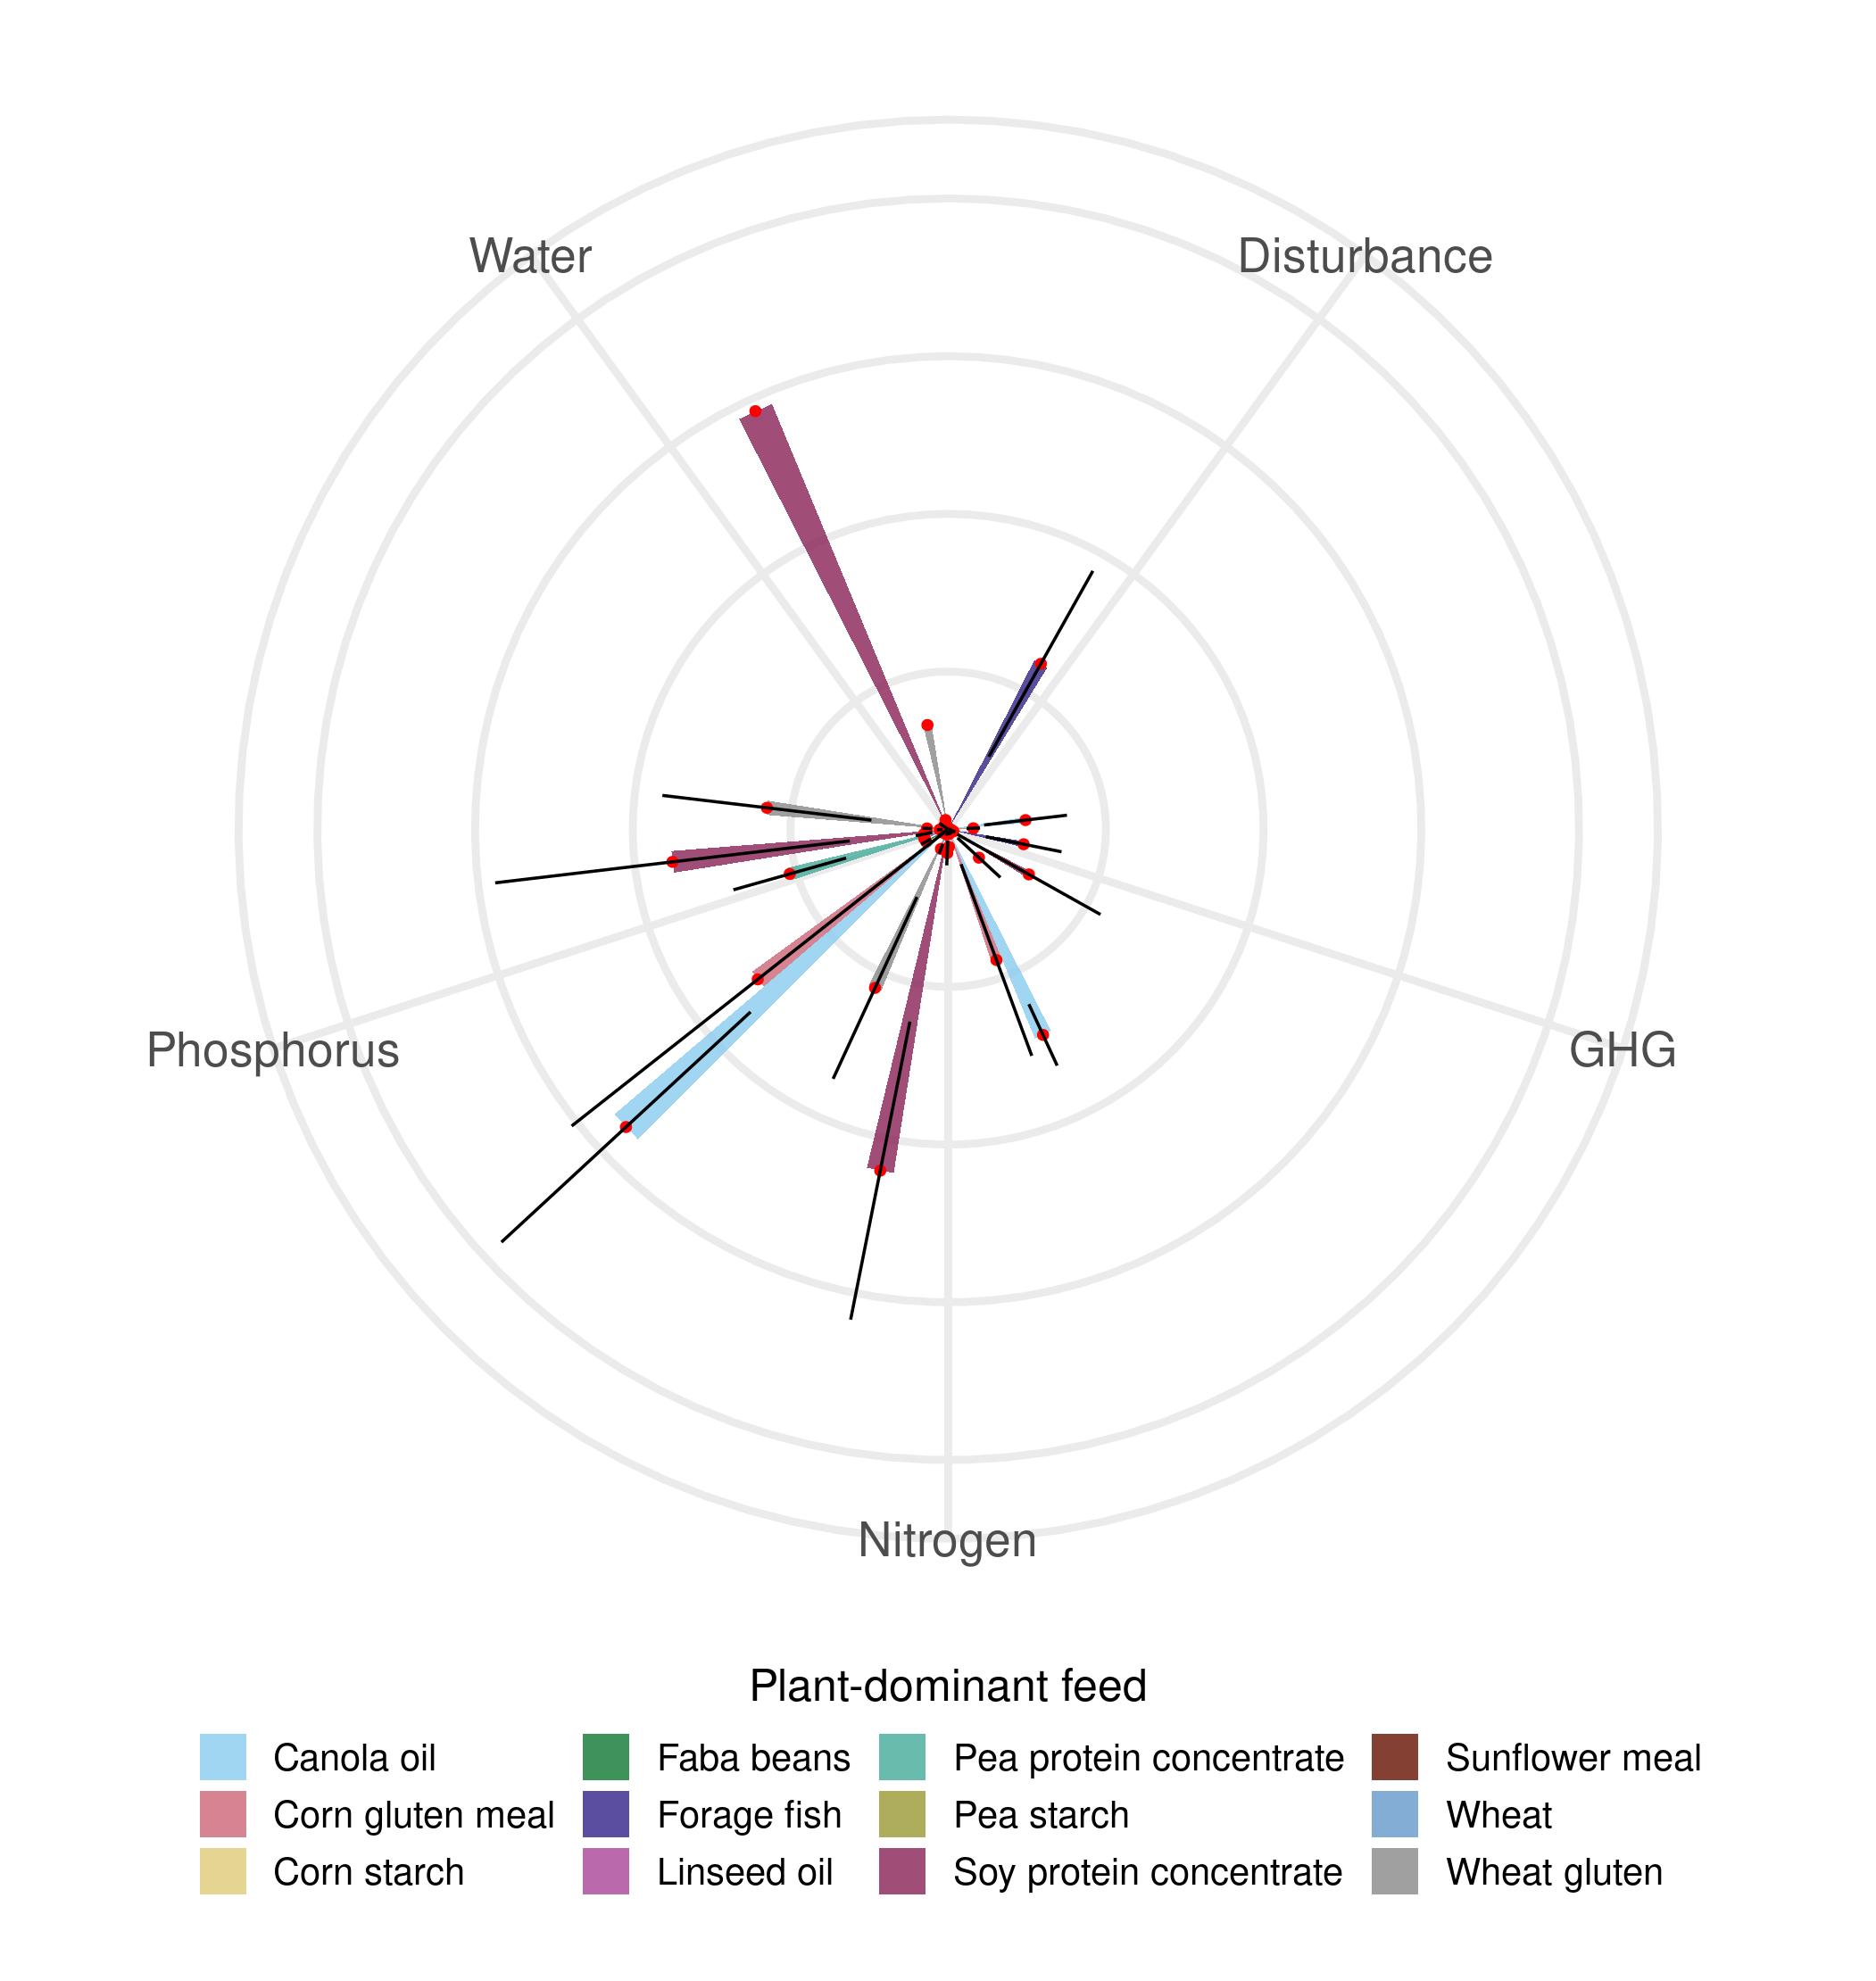 Water
Disturbance
Phosphorus
GHG
Nitrogen
Plant-dominant feed
Canola oil
Faba beans
Pea protein concentrate
Sunflower meal
Corn gluten meal
Forage fish
Pea starch
Wheat
Corn starch
Linseed oil
Soy protein concentrate
Wheat gluten